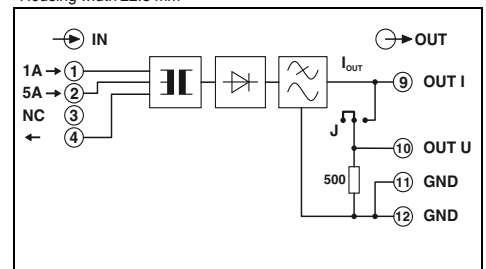 Housing width 22.5 mm
IN
OUT
1A → 1
5A → 2
NC 3
← 4
IOUT
9 OUT I
J
10 OUT U
500
11 GND
12 GND